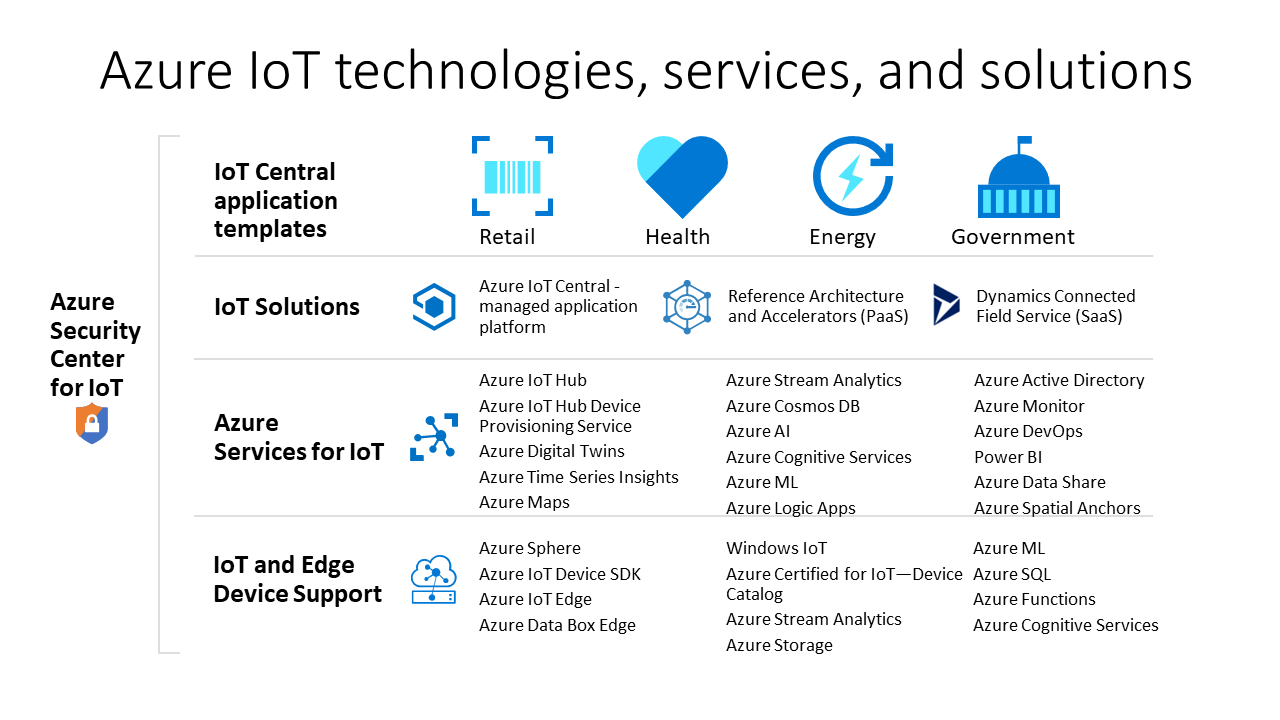 Azure IoT technologies, services, and solutions
Azure
Security
Center
for IoT
IoT Central
application
templates
Retail
Health
Energy
Government
IoT Solutions
Azure IoT Central -
managed application
platform
Reference Architecture
and Accelerators (PaaS)
Dynamics Connected
Field Service (SaaS)
Azure
Services for IoT
Azure IoT Hub
Azure IoT Hub Device
Provisioning Service
Azure Digital Twins
Azure Time Series Insights
Azure Maps
Azure Stream Analytics
Azure Cosmos DB
Azure AI
Azure Cognitive Services
Azure ML
Azure Logic Apps
Azure Active Directory
Azure Monitor
Azure DevOps
Power BI
Azure Data Share
Azure Spatial Anchors
IoT and Edge
Device Support
Azure Sphere
Azure IoT Device SDK
Azure IoT Edge
Azure Data Box Edge
Windows IoT
Azure Certified for IoT—Device
Catalog
Azure Stream Analytics
Azure Storage
Azure ML
Azure SQL
Azure Functions
Azure Cognitive Services